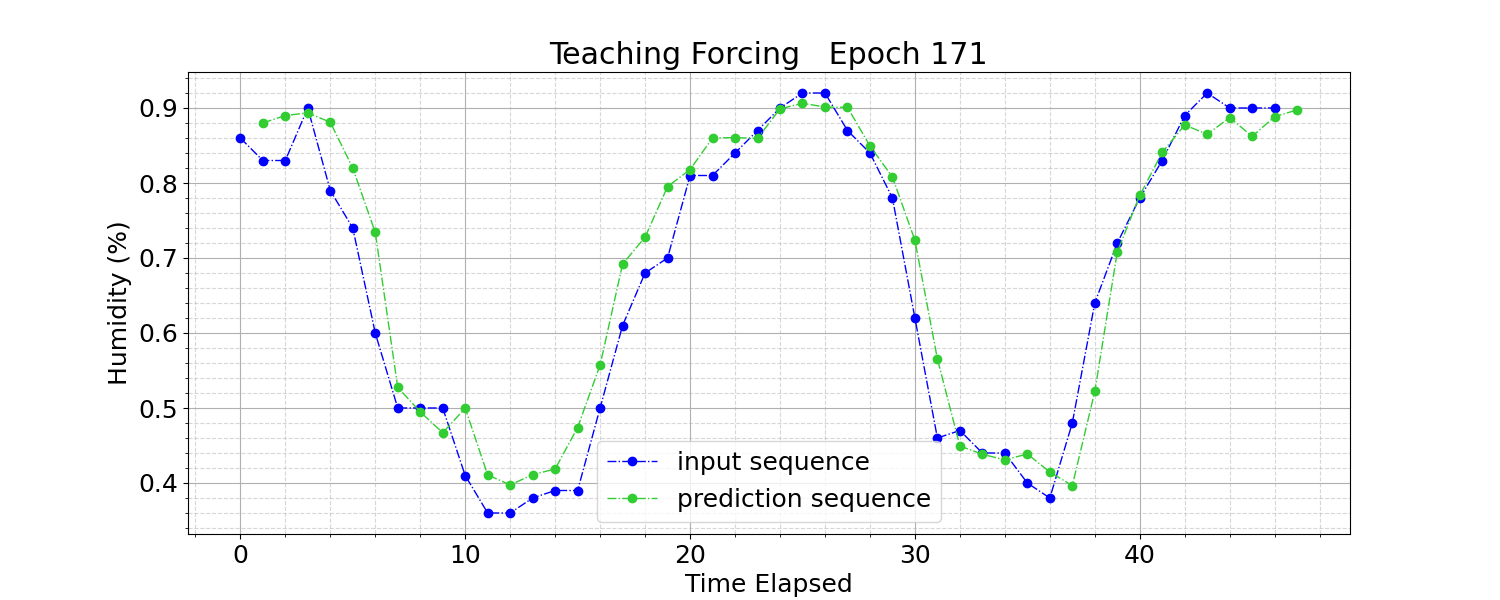 Teaching Forcing   Epoch 171
Humidity (%)
0.9
0.8
0.7
0.6
0.5
0.4
input sequence
prediction sequence
0 10 20 30 40
Time Elapsed